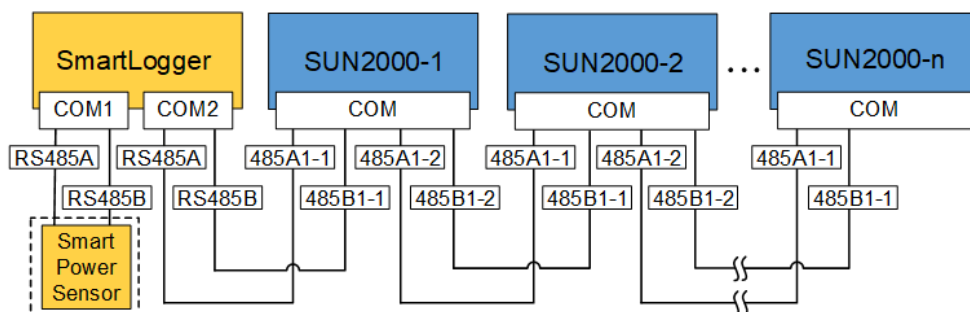 SmartLogger
SUN2000-1
SUN2000-2
...
SUN2000-n
COM1
COM2
COM
COM
COM
RS485A
RS485A
485A1-1
485A1-2
485A1-1
485A1-2
485A1-1
RS485B
RS485B
485B1-1
485B1-2
485B1-1
485B1-2
485B1-1
Smart
Power
Sensor